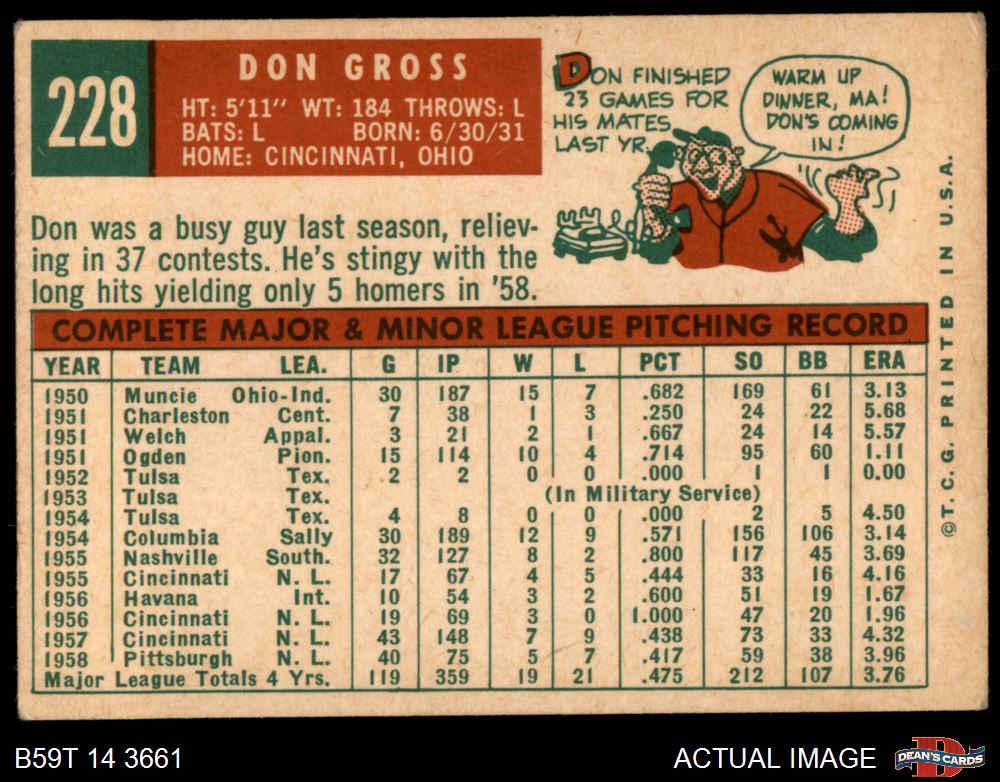 228
DON GROSS
HT: 5'11" WT: 184 THROWS: L
BATS: L BORN: 6/30/31
HOME: CINCINNATI, OHIO
DON FINISHED
23 GAMES FOR
HIS MATES
LAST YR.
WARM UP
DINNER, MA!
DON'S COMING
IN!
Don was a busy guy last season, reliev-
ing in 37 contests. He's stingy with the
long hits yielding only 5 homers in '58.
COMPLETE MAJOR & MINOR LEAGUE PITCHING RECORD
YEAR TEAM LEA. G IP W L PCT SO BB ERA
1950 Muncie Ohio-Ind. 30 187 15 7 .682 169 61 3.13
1951 Charleston Cent. 7 38 1 3 .250 24 22 5.68
1951 Welch Appal. 3 21 2 1 .667 24 14 5.57
1951 Ogden Pion. 15 114 10 4 .714 95 60 1.11
1952 Tulsa Tex. 2 2 0 0 .000 1 1 0.00
1953 Tulsa Tex. (In Military Service)
1954 Tulsa Tex. 4 8 0 0 .000 2 5 4.50
1954 Columbia Sally 30 189 12 9 .571 156 106 3.14
1955 Nashville South. 32 127 8 2 .800 117 45 3.69
1955 Cincinnati N. L. 17 67 4 5 .444 33 16 4.16
1956 Havana Int. 10 54 3 2 .600 51 19 1.67
1956 Cincinnati N. L. 19 69 3 0 1.000 47 20 1.96
1957 Cincinnati N. L. 43 148 7 9 .438 73 33 4.32
1958 Pittsburgh N. L. 40 75 5 7 .417 59 38 3.96
Major League Totals 4 Yrs. 119 359 19 21 .475 212 107 3.76
©T. C. G. PRINTED IN U.S.A.
B59T 14 3661
ACTUAL IMAGE
D
DEAN'S CARDS